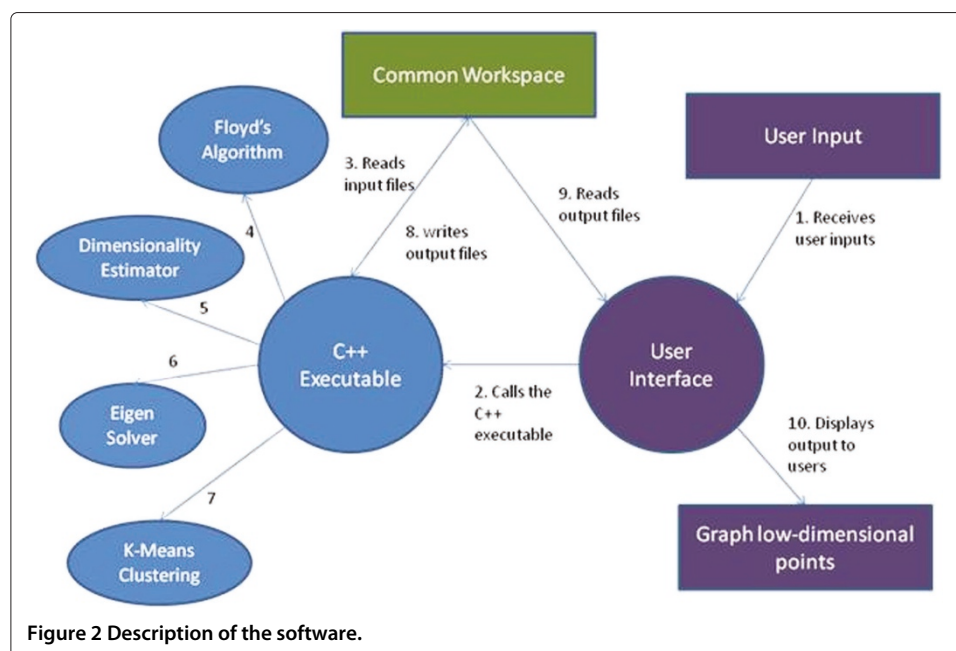 Common Workspace
Floyd's
Algorithm
User Input
3. Reads
input files
9. Reads
output files
1. Receives
user inputs
4
8. writes
output files
Dimensionality
Estimator
5
C++
Executable
User
Interface
6
2. Calls the
C++
executable
Eigen
Solver
10. Displays
output to
users
7
K-Means
Clustering
Graph low-dimensional
points
Figure 2 Description of the software.